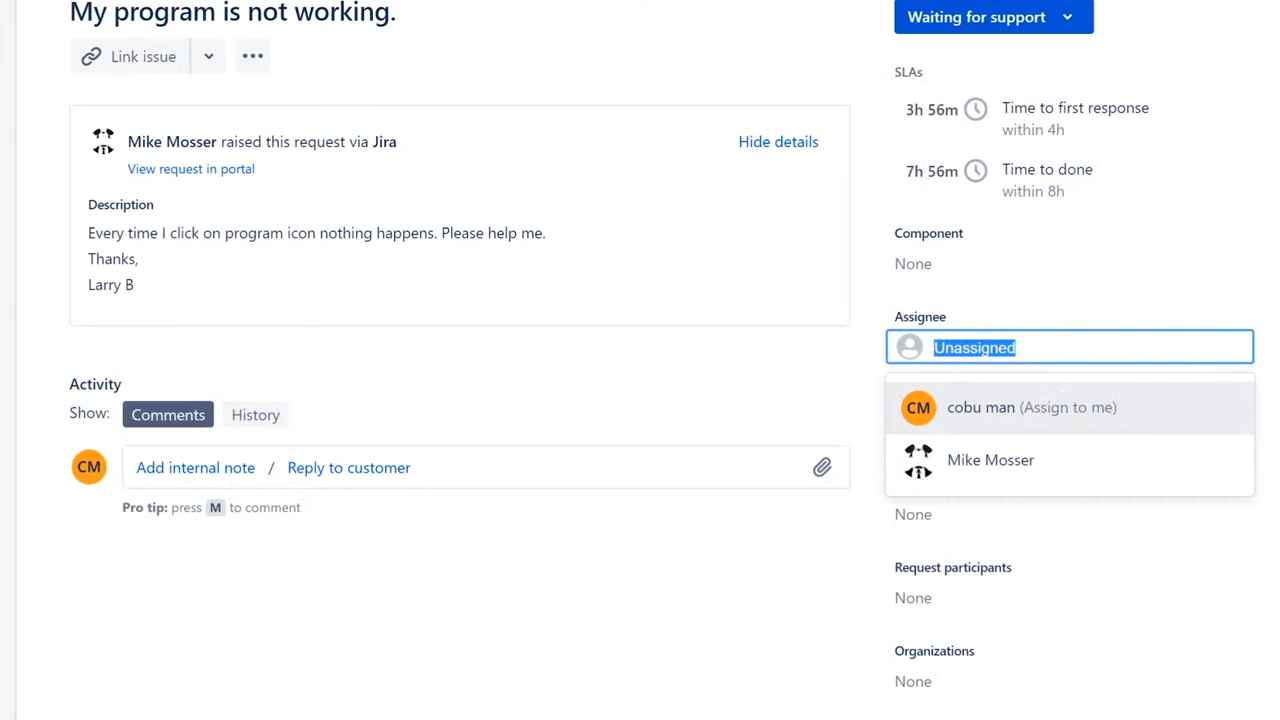 My program is not working.
Waiting for support
Link issue
SLAs
3h 56m Time to first response
within 4h
Mike Mosser raised this request via Jira
Hide details
View request in portal
7h 56m Time to done
within 8h
Description
Every time I click on program icon nothing happens. Please help me.
Thanks,
Larry B
Component
None
Assignee
Unassigned
CM cobu man (Assign to me)
Mike Mosser
None
Activity
Show: Comments History
CM Add internal note / Reply to customer
Pro tip: press M to comment
Request participants
None
Organizations
None